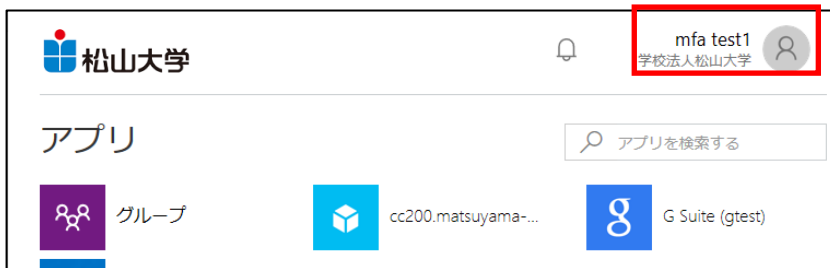 松山大学
mfa test1
学校法人松山大学
アプリ
アプリを検索する
グループ
cc200.matsuyama-...
G Suite (gtest)